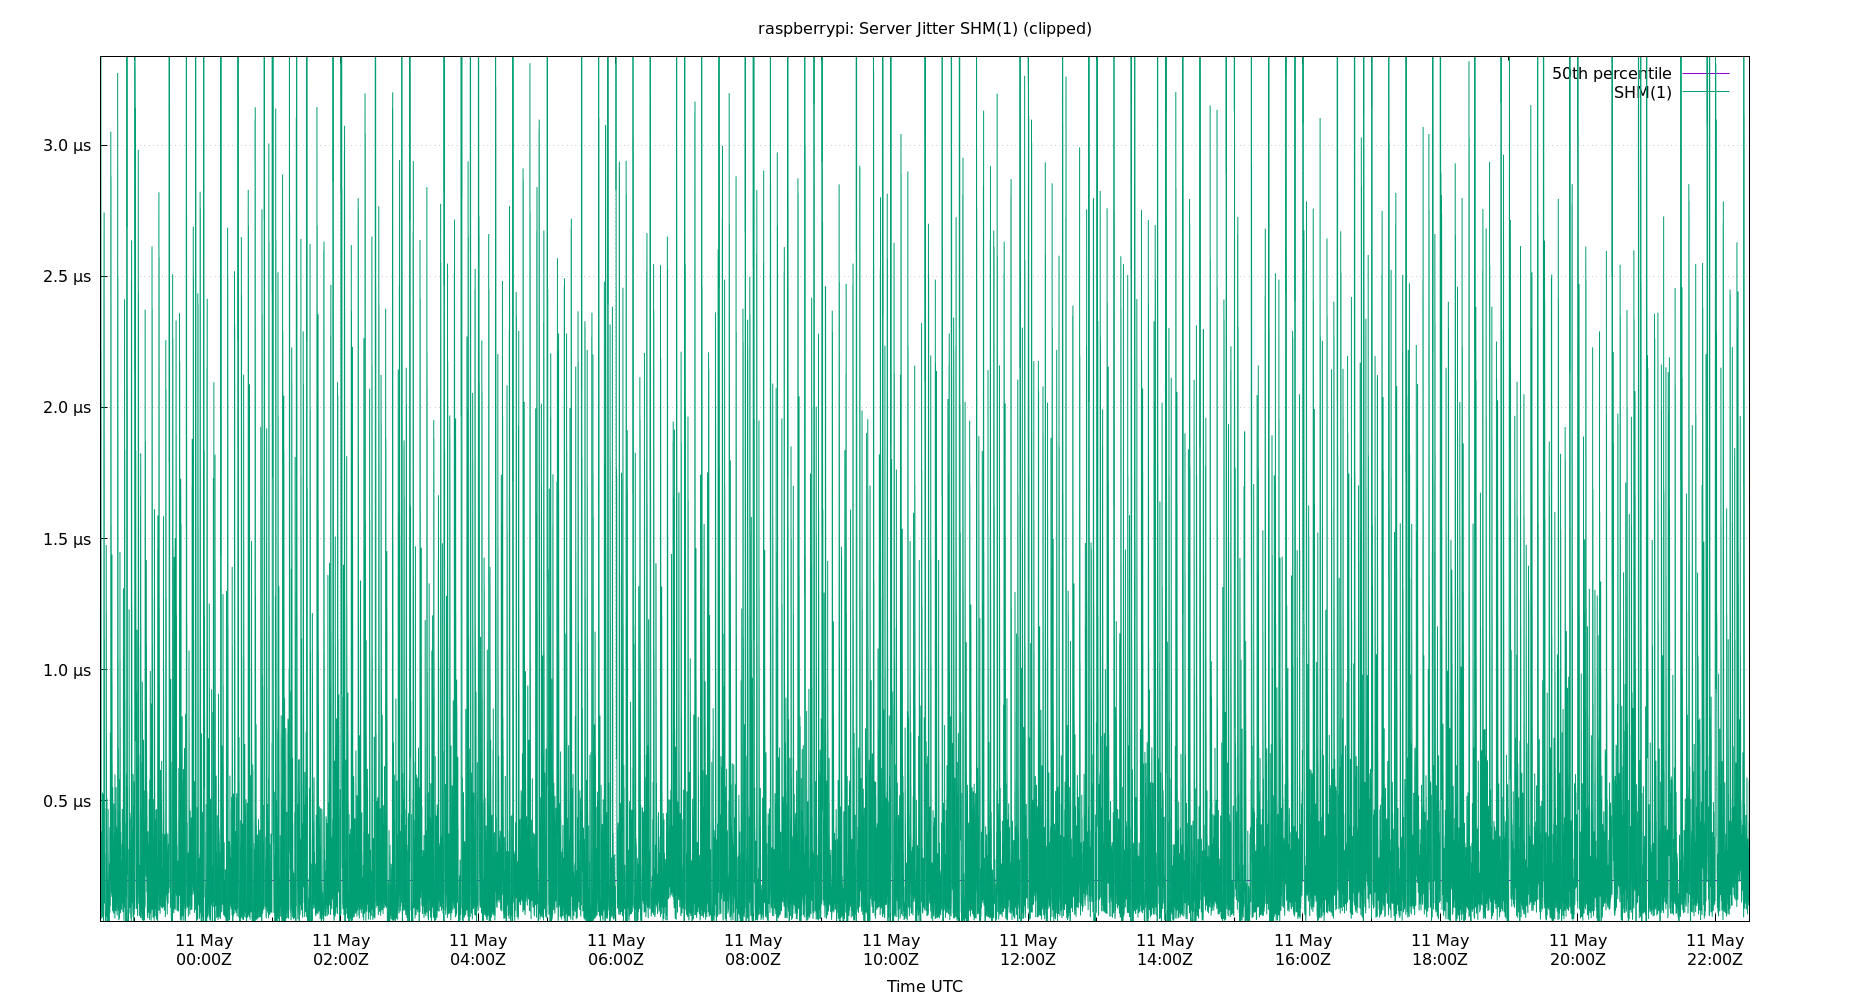 raspberrypi: Server Jitter SHM(1) (clipped)
50th percentile
SHM(1)
3.0 μs
2.5 μs
2.0 μs
1.5 μs
1.0 μs
0.5 μs
11 May 11 May 11 May 11 May 11 May 11 May 11 May 11 May 11 May 11 May 11 May 11 May
00:00Z 02:00Z 04:00Z 06:00Z 08:00Z 10:00Z 12:00Z 14:00Z 16:00Z 18:00Z 20:00Z 22:00Z
Time UTC